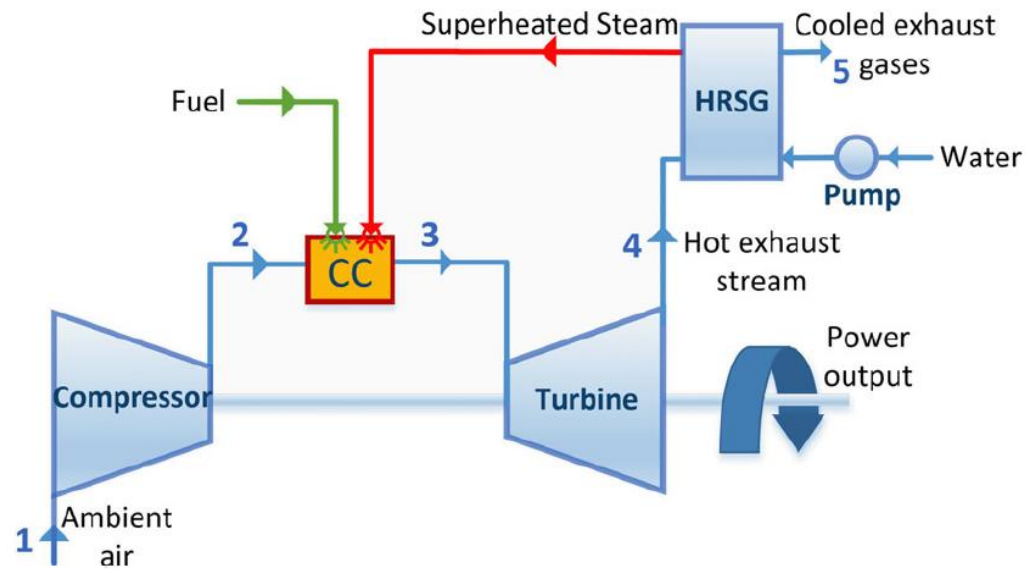 Superheated Steam
Cooled exhaust
5 gases
Fuel
HRSG
Water
Pump
2
3
4
Hot exhaust
stream
CC
Power
output
Compressor
Turbine
1
Ambient
air